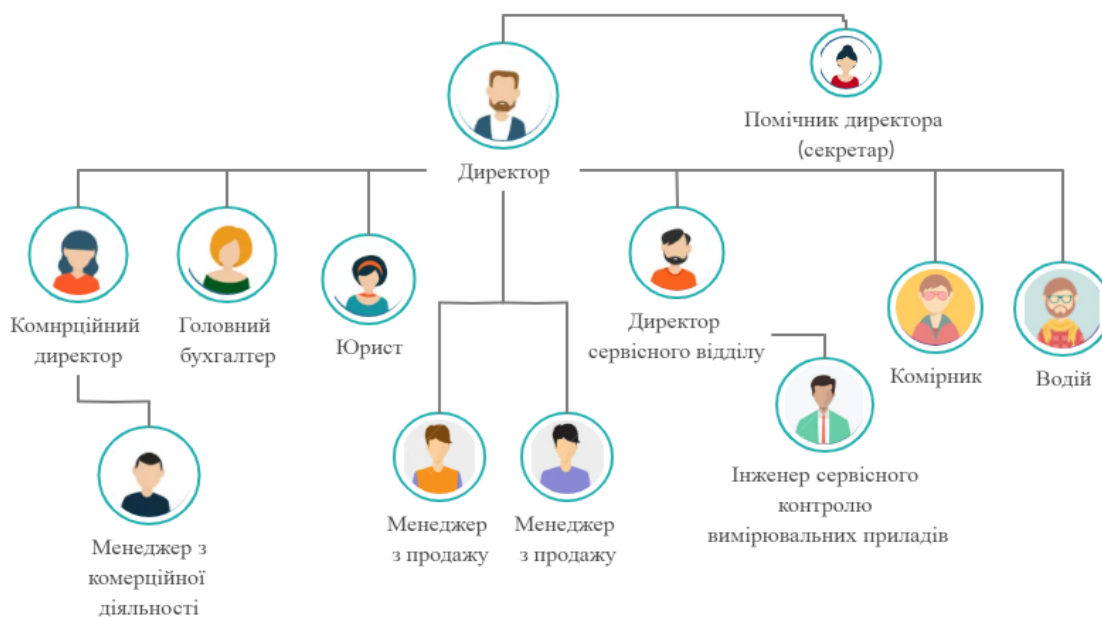 Помічник директора
(секретар)
Директор
Комнрційний
директор
Головний
бухгалтер
Юрист
Директор
сервісного відділу
Комірник
Водій
Менеджер з
комерційної
діяльності
Менеджер
з продажу
Менеджер
з продажу
Інженер сервісного
контролю
вимірювальних приладів